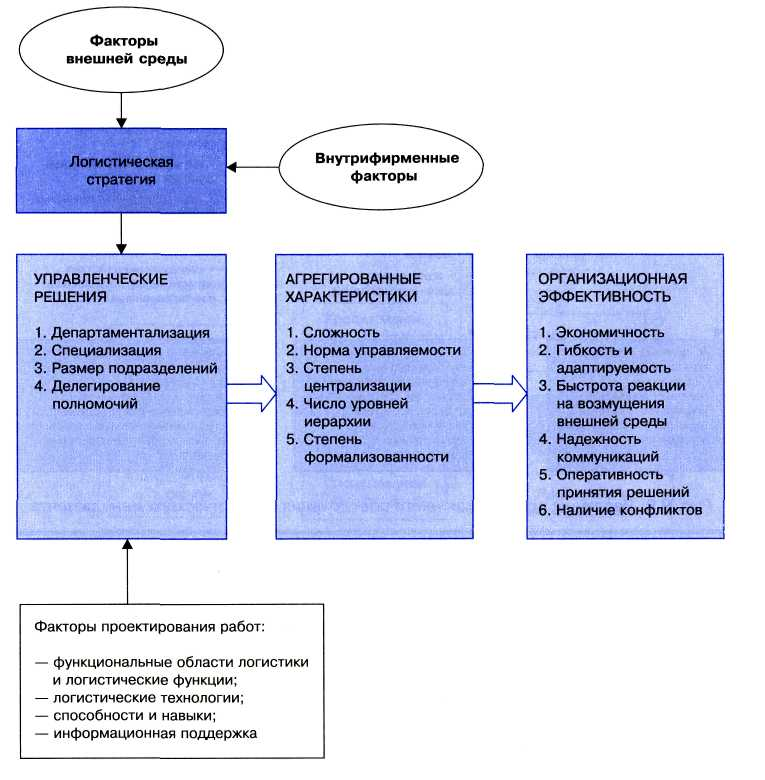 Факторы
внешней среды
Логистическая
стратегия
Внутрифирменные
факторы
УПРАВЛЕНЧЕСКИЕ
РЕШЕНИЯ
1. Департаментализация
2. Специализация
3. Размер подразделений
4. Делегирование
полномочий
АГРЕГИРОВАННЫЕ
ХАРАКТЕРИСТИКИ
1. Сложность
2. Норма управляемости
3. Степень
централизации
4. Число уровней
иерархии
5. Степень
формализованности
ОРГАНИЗАЦИОННАЯ
ЭФФЕКТИВНОСТЬ
1. Экономичность
2. Гибкость и
адаптируемость
3. Быстрота реакции
на возмущения
внешней среды
4. Надежность
коммуникаций
5. Оперативность
принятия решений
6. Наличие конфликтов
Факторы проектирования работ:
— функциональные области логистики
и логистические функции;
— логистические технологии;
— способности и навыки;
— информационная поддержка